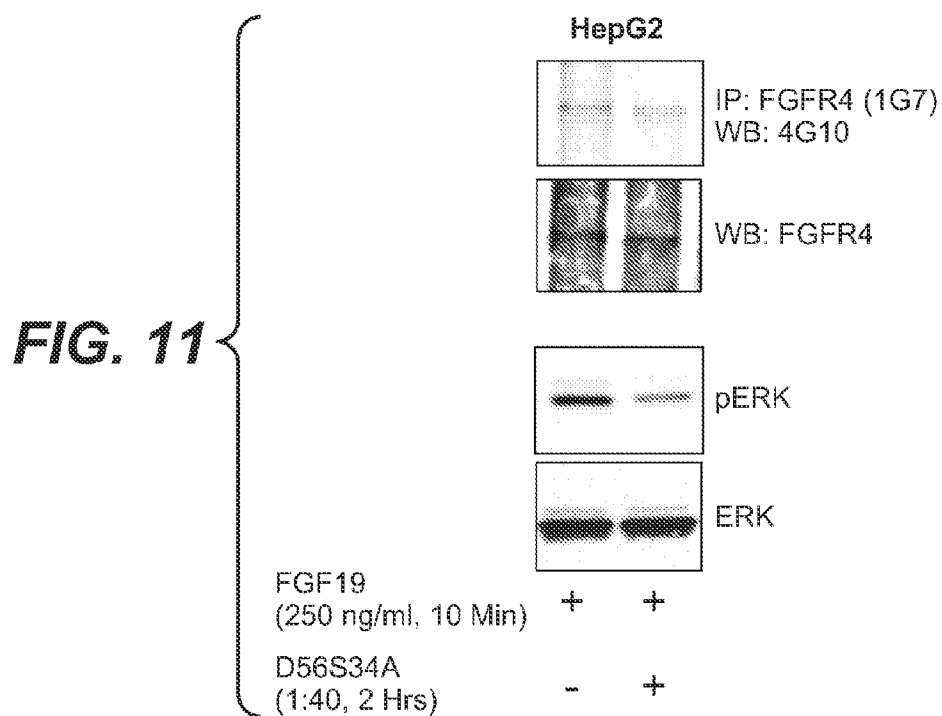 HepG2
IP: FGFR4 (1G7)
WB: 4G10
WB: FGFR4
FIG. 11
pERK
ERK
FGF19
(250 ng/ml, 10 Min)
+ +
D56S34A
(1:40, 2 Hrs)
- +